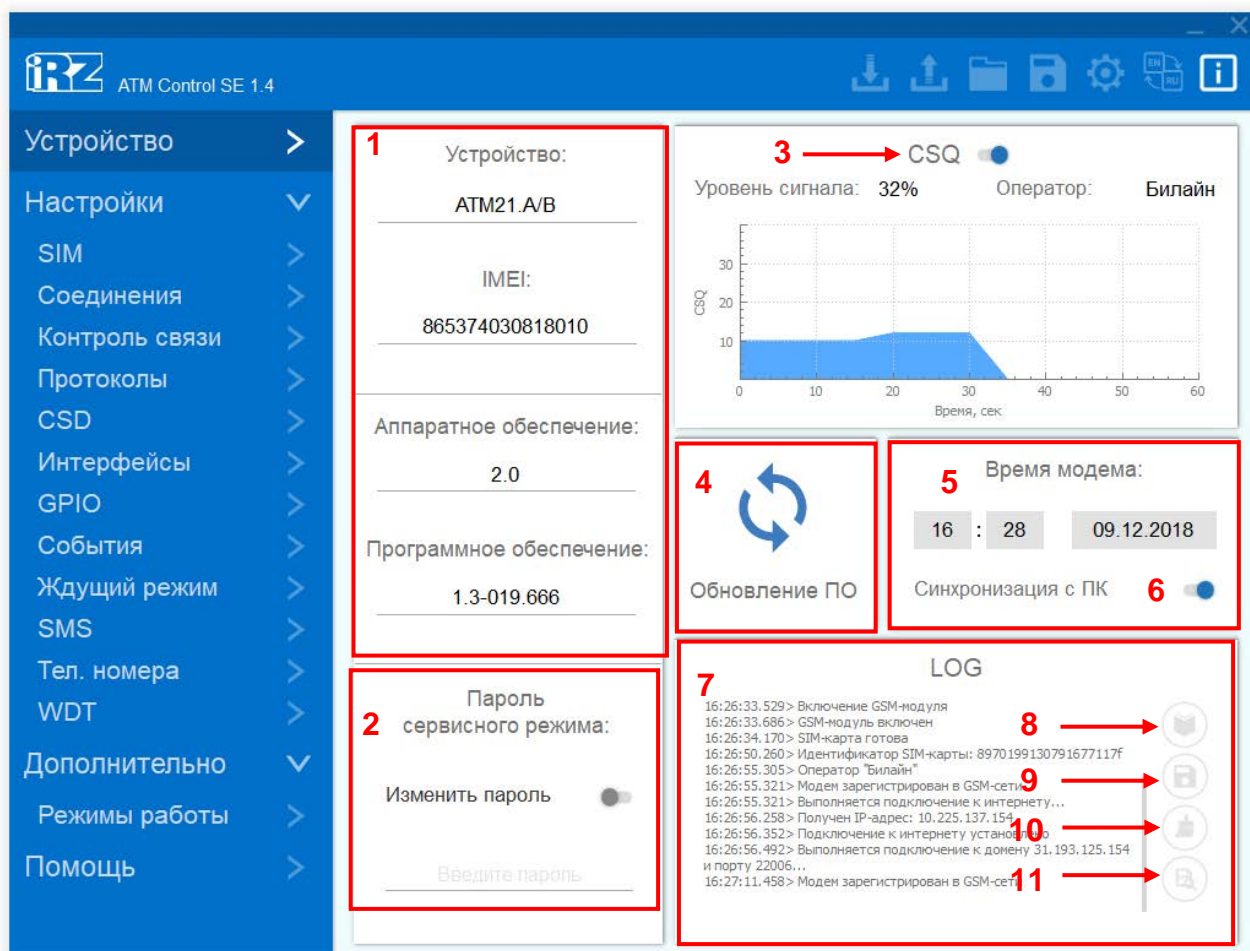 iRZ ATM Control SE 1.4
EN
RU
i
Устройство
Настройки
SIM
Соединения
Контроль связи
Протоколы
CSD
Интерфейсы
GPIO
События
Ждущий режим
SMS
Тел. номера
WDT
Дополнительно
Режимы работы
Помощь
1
Устройство:
ATM21.A/B
IMEI:
865374030818010
Аппаратное обеспечение:
2.0
Программное обеспечение:
1.3-019.666
2
Пароль
сервисного режима:
Изменить пароль
Введите пароль
3 CSQ
Уровень сигнала: 32% Оператор: Билайн
CSQ
30
20
10
0 10 20 30 40 50 60
Время, сек
4
Обновление ПО
5
Время модема:
16 : 28 09.12.2018
Синхронизация с ПК 6
7
LOG
16:26:33.529> Включение GSM-модуля
16:26:33.686> GSM-модуль включен
16:26:34.170> SIM-карта готова
16:26:50.260> Идентификатор SIM-карты: 8970199130791677117f
16:26:55.305> Оператор "Билайн"
16:26:55.321> Модем зарегистрирован в GSM-сети
16:26:55.321> Выполняется подключение к интернету...
16:26:56.258> Получен IP-адрес: 10.225.137.154
16:26:56.352> Подключение к интернету установлено
16:26:56.492> Выполняется подключение к домену 31.193.125.154
и порту 22006...
16:27:11.458> Модем зарегистрирован в GSM-сети
8
9
10
11